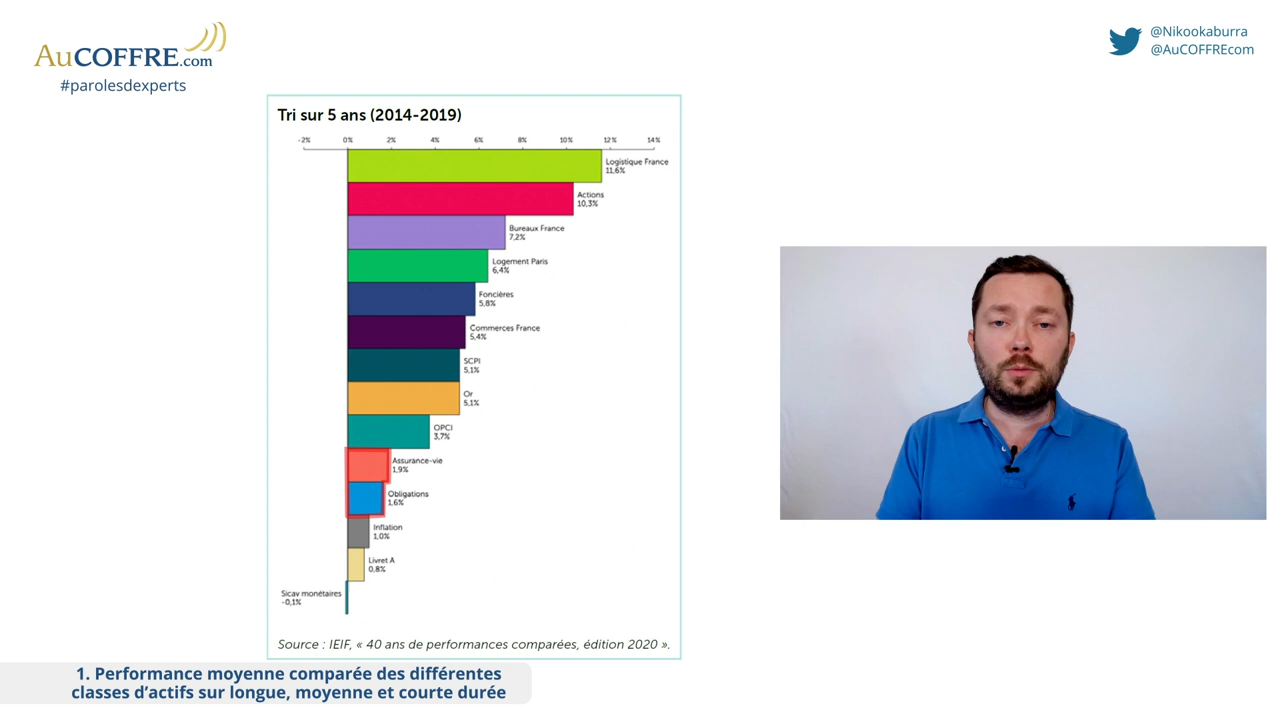 AuCOFFRE.com
#parolesdexperts
@Nikookaburra
@AuCOFFREcom
Tri sur 5 ans (2014-2019)
-2% 0% 2% 4% 6% 8% 10% 12% 14%
Logistique France
11,6%
Actions
10,3%
Bureaux France
7,2%
Logement Paris
6,4%
Foncières
5,8%
Commerces France
5,4%
SCPI
5,1%
Or
5,1%
OPCI
3,7%
Assurance-vie
1,9%
Obligations
1,6%
Inflation
1,0%
Livret A
0,8%
Sicav monétaires
-0,1%
Source : IEIF, « 40 ans de performances comparées, édition 2020 ».
1. Performance moyenne comparée des différentes
classes d’actifs sur longue, moyenne et courte durée